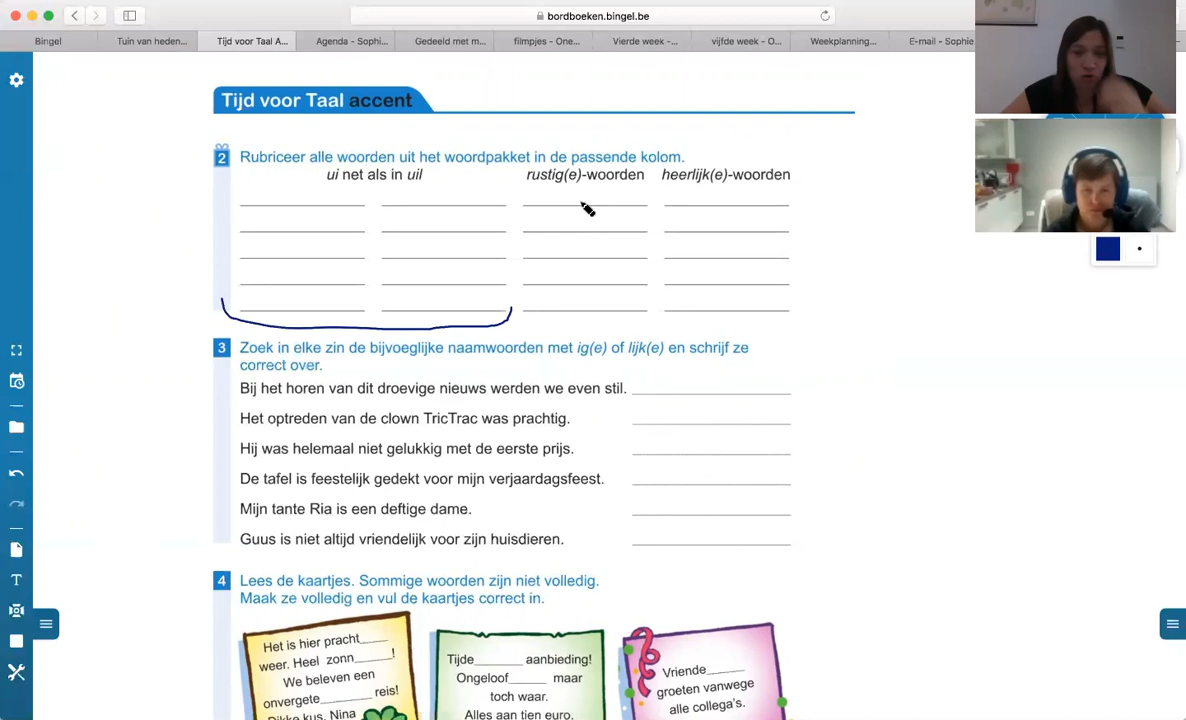 bordboeken.bingel.be
Bingel
Tuin van heden...
Tijd voor Taal A...
Agenda - Sophi...
Gedeeld met m...
filmpjes - One...
Vierde week -...
vijfde week - O...
Weekplanning...
E-mail - Sophie
Tijd voor Taal accent
2 Rubriceer alle woorden uit het woordpakket in de passende kolom.
ui net als in uil rustig(e)-woorden heerlijk(e)-woorden
3 Zoek in elke zin de bijvoeglijke naamwoorden met ig(e) of lijk(e) en schrijf ze
correct over.
Bij het horen van dit droevige nieuws werden we even stil.
Het optreden van de clown TricTrac was prachtig.
Hij was helemaal niet gelukkig met de eerste prijs.
De tafel is feestelijk gedekt voor mijn verjaardagsfeest.
Mijn tante Ria is een deftige dame.
Guus is niet altijd vriendelijk voor zijn huisdieren.
4 Lees de kaartjes. Sommige woorden zijn niet volledig.
Maak ze volledig en vul de kaartjes correct in.
Het is hier pracht____
weer. Heel zonn______!
We beleven een
onvergete________ reis!
Dikke kus, Nina
Tijde_______ aanbieding!
Ongeloof______ maar
toch waar.
Alles aan tien euro.
Vriende_____
groeten vanwege
alle collega's.
T